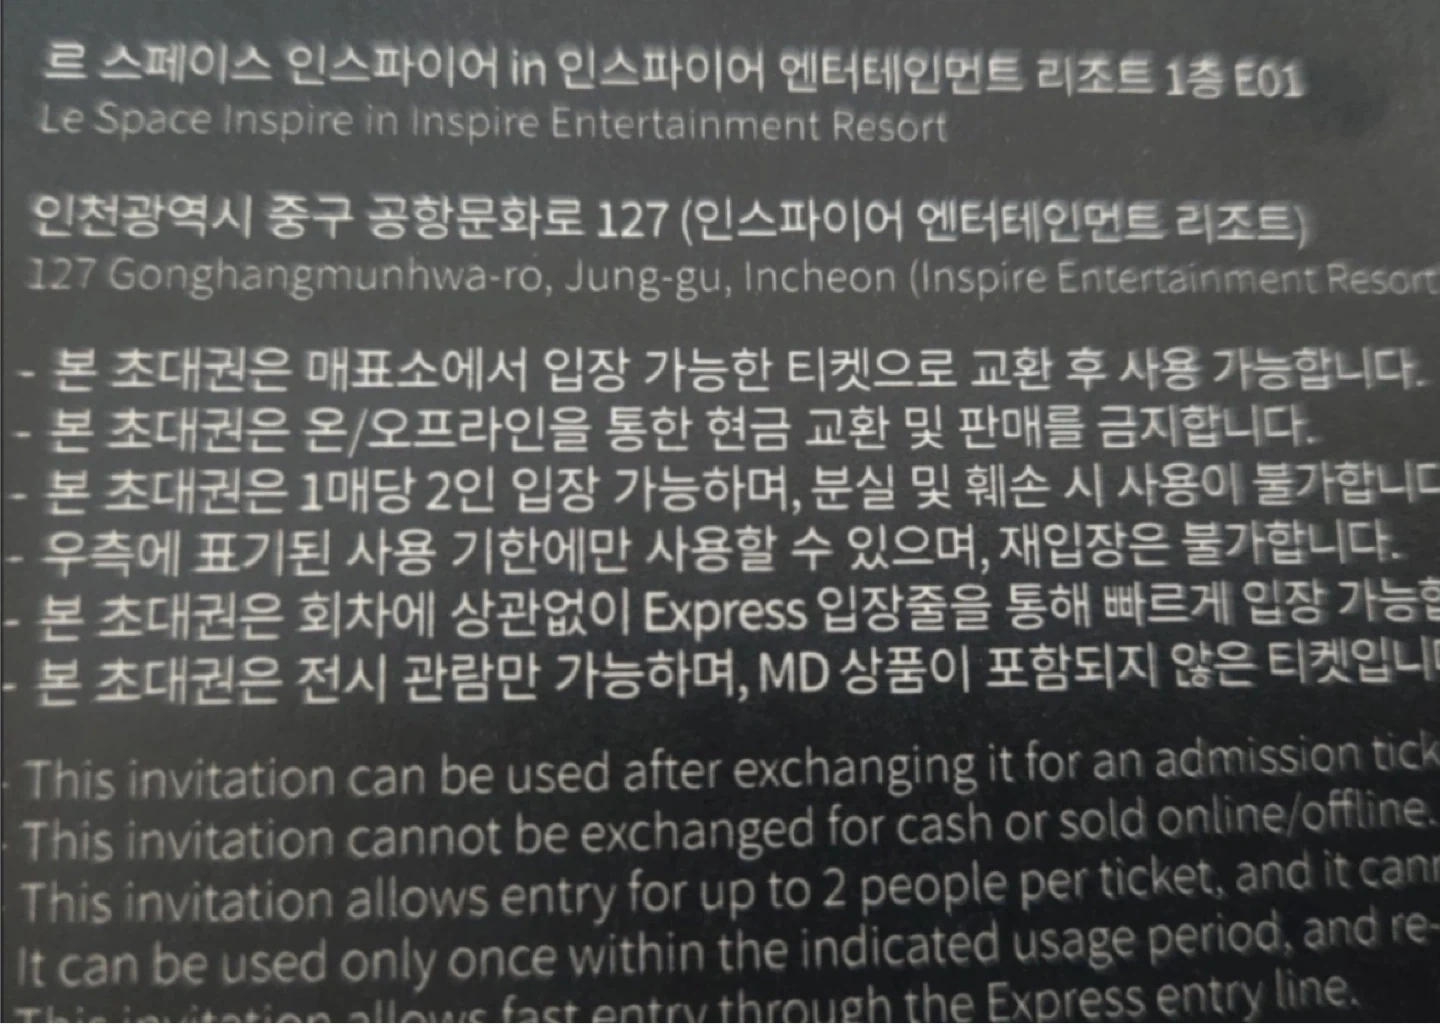 르 스페이스 인스파이어 in 인스파이어 엔터테인먼트 리조트 1층 E01
Le Space Inspire in Inspire Entertainment Resort
인천광역시 중구 공항문화로 127 (인스파이어 엔터테인먼트 리조트)
127 Gonghangmunhwa-ro, Jung-gu, Incheon (Inspire Entertainment Resort
- 본 초대권은 매표소에서 입장 가능한 티켓으로 교환 후 사용 가능합니다.
- 본 초대권은 온/오프라인을 통한 현금 교환 및 판매를 금지합니다.
- 본 초대권은 1매당 2인 입장 가능하며, 분실 및 훼손 시 사용이 불가합니다
- 우측에 표기된 사용 기한에만 사용할 수 있으며, 재입장은 불가합니다.
- 본 초대권은 회차에 상관없이 Express 입장줄을 통해 빠르게 입장 가능합
- 본 초대권은 전시 관람만 가능하며, MD 상품이 포함되지 않은 티켓입니
- This invitation can be used after exchanging it for an admission tick
- This invitation cannot be exchanged for cash or sold online/offline.
- This invitation allows entry for up to 2 people per ticket, and it cann
It can be used only once within the indicated usage period, and re-
This invitation allows fast entry through the Express entry line.